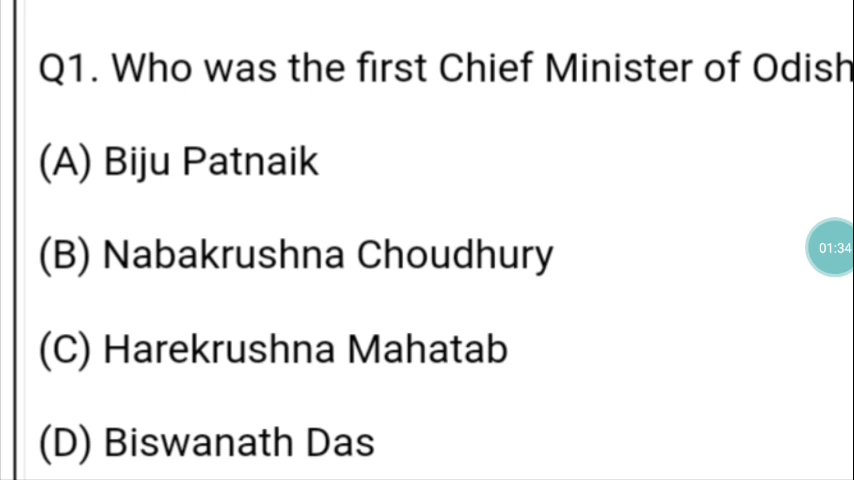 Q1. Who was the first Chief Minister of Odish
(A) Biju Patnaik
(B) Nabakrushna Choudhury
01:34
(C) Harekrushna Mahatab
(D) Biswanath Das